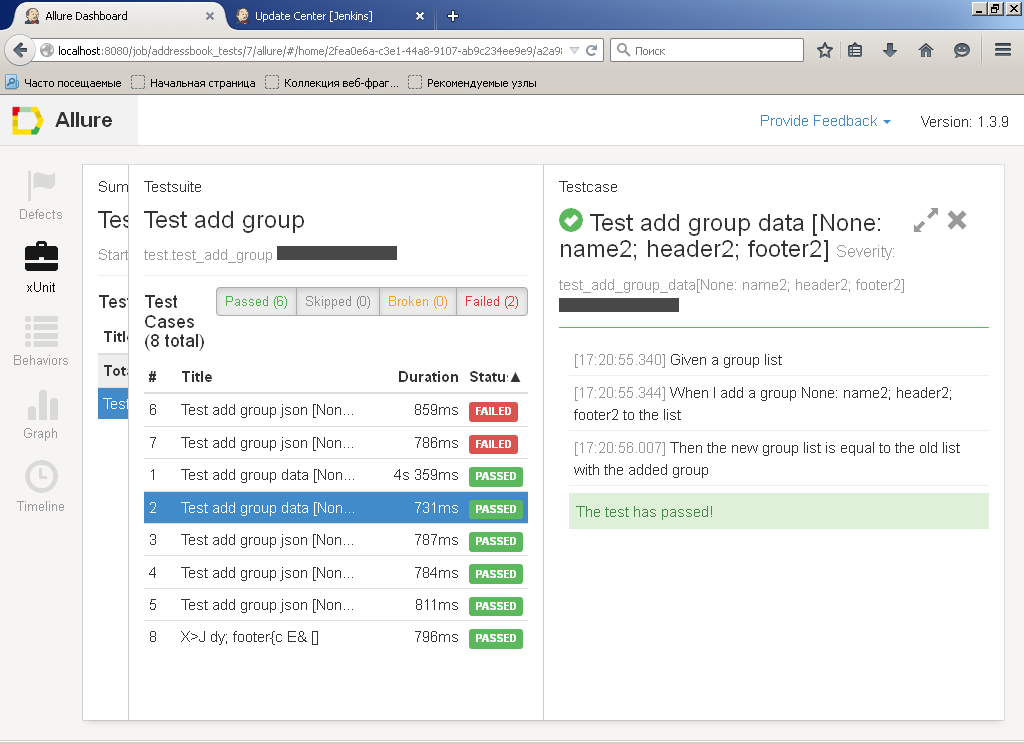 Allure Dashboard
Update Center [Jenkins]
localhost:8080/job/addressbook_tests/7/allure/#/home/2fea0e6a-c3e1-44a8-9107-ab9c234ee9e9/a2a9
Поиск
Часто посещаемые
Начальная страница
Коллекция веб-фраг...
Рекомендуемые узлы
Allure
Provide Feedback
Version: 1.3.9
Defects
xUnit
Behaviors
Graph
Timeline
Sum
Tes
Start
Test
Title
Tota
Test
Testsuite
Test add group
test.test_add_group
Test
Cases
(8 total)
Passed (6) Skipped (0) Broken (0) Failed (2)
# Title Duration Statu ▲
6 Test add group json [Non... 859ms FAILED
7 Test add group json [Non... 786ms FAILED
1 Test add group data [Non... 4s 359ms PASSED
2 Test add group data [Non... 731ms PASSED
3 Test add group json [Non... 787ms PASSED
4 Test add group json [Non... 784ms PASSED
5 Test add group json [Non... 811ms PASSED
8 X>J dy; footer{c E& [] 796ms PASSED
Testcase
Test add group data [None:
name2; header2; footer2] Severity:
test_add_group_data[None: name2; header2; footer2]
[17:20:55.340] Given a group list
[17:20:55.344] When I add a group None: name2; header2;
footer2 to the list
[17:20:56.007] Then the new group list is equal to the old list
with the added group
The test has passed!